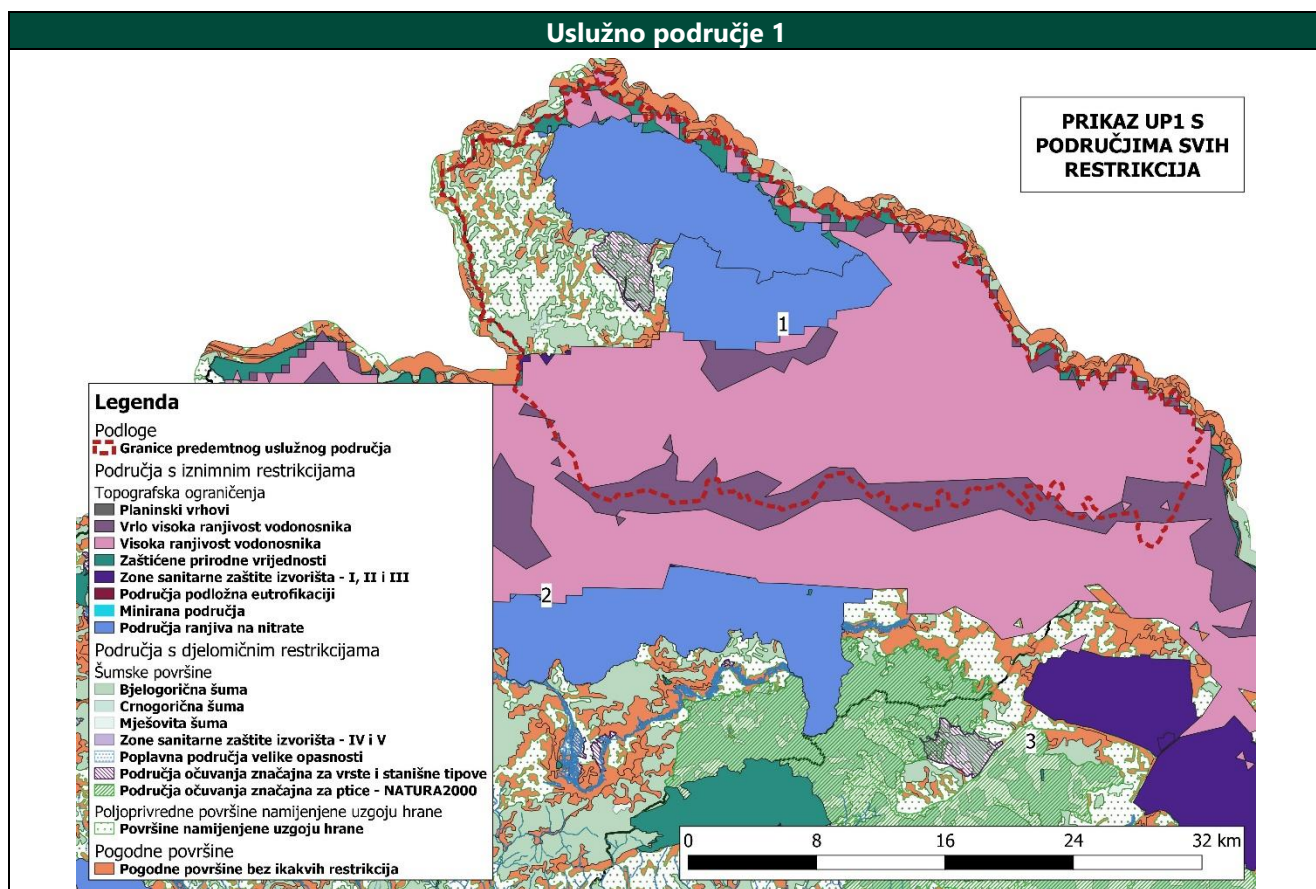 Uslužno područje 1
PRIKAZ UP1 S
PODRUČJIMA SVIH
RESTRIKCIJA
1
2
3
Legenda
Podloge
Granice predemtnog uslužnog područja
Područja s iznimnim restrikcijama
Topografska ograničenja
Planinski vrhovi
Vrlo visoka ranjivost vodonosnika
Visoka ranjivost vodonosnika
Zaštićene prirodne vrijednosti
Zone sanitarne zaštite izvorišta - I, II i III
Područja podložna eutrofikaciji
Minirana područja
Područja ranjiva na nitrate
Područja s djelomičnim restrikcijama
Šumske površine
Bjelogorična šuma
Crnogorična šuma
Mješovita šuma
Zone sanitarne zaštite izvorišta - IV i V
Poplavna područja velike opasnosti
Područja očuvanja značajna za vrste i stanišne tipove
Područja očuvanja značajna za ptice - NATURA2000
Poljoprivredne površine namijenjene uzgoju hrane
Površine namijenjene uzgoju hrane
Pogodne površine
Pogodne površine bez ikakvih restrikcija
0 8 16 24 32 km